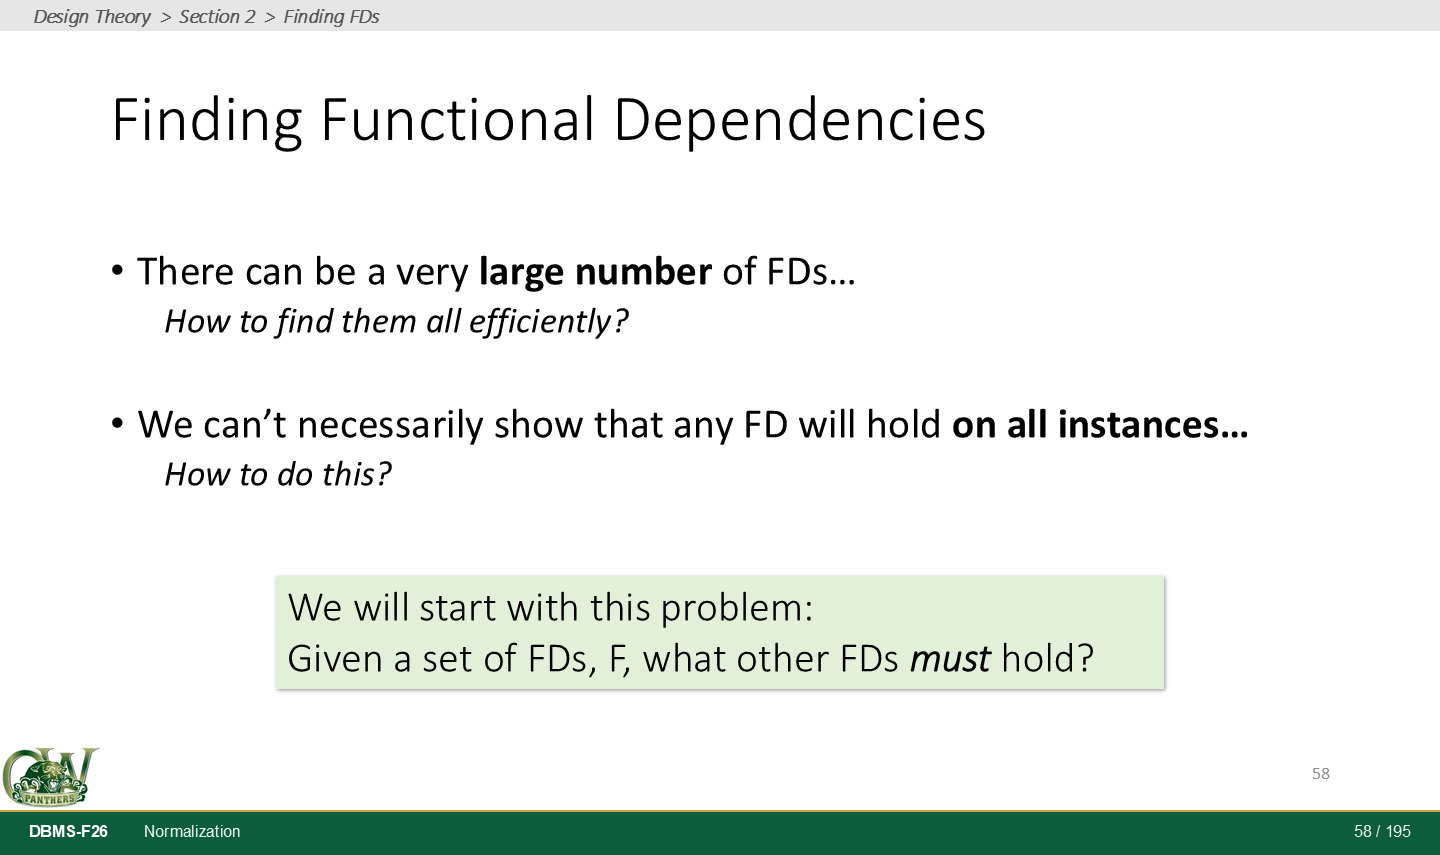 Design Theory > Section 2 > Finding FDs
Finding Functional Dependencies
• There can be a very large number of FDs…
How to find them all efficiently?
• We can’t necessarily show that any FD will hold on all instances…
How to do this?
We will start with this problem:
Given a set of FDs, F, what other FDs must hold?
OW
PANTHERS
58
DBMS-F26 Normalization 58 / 195